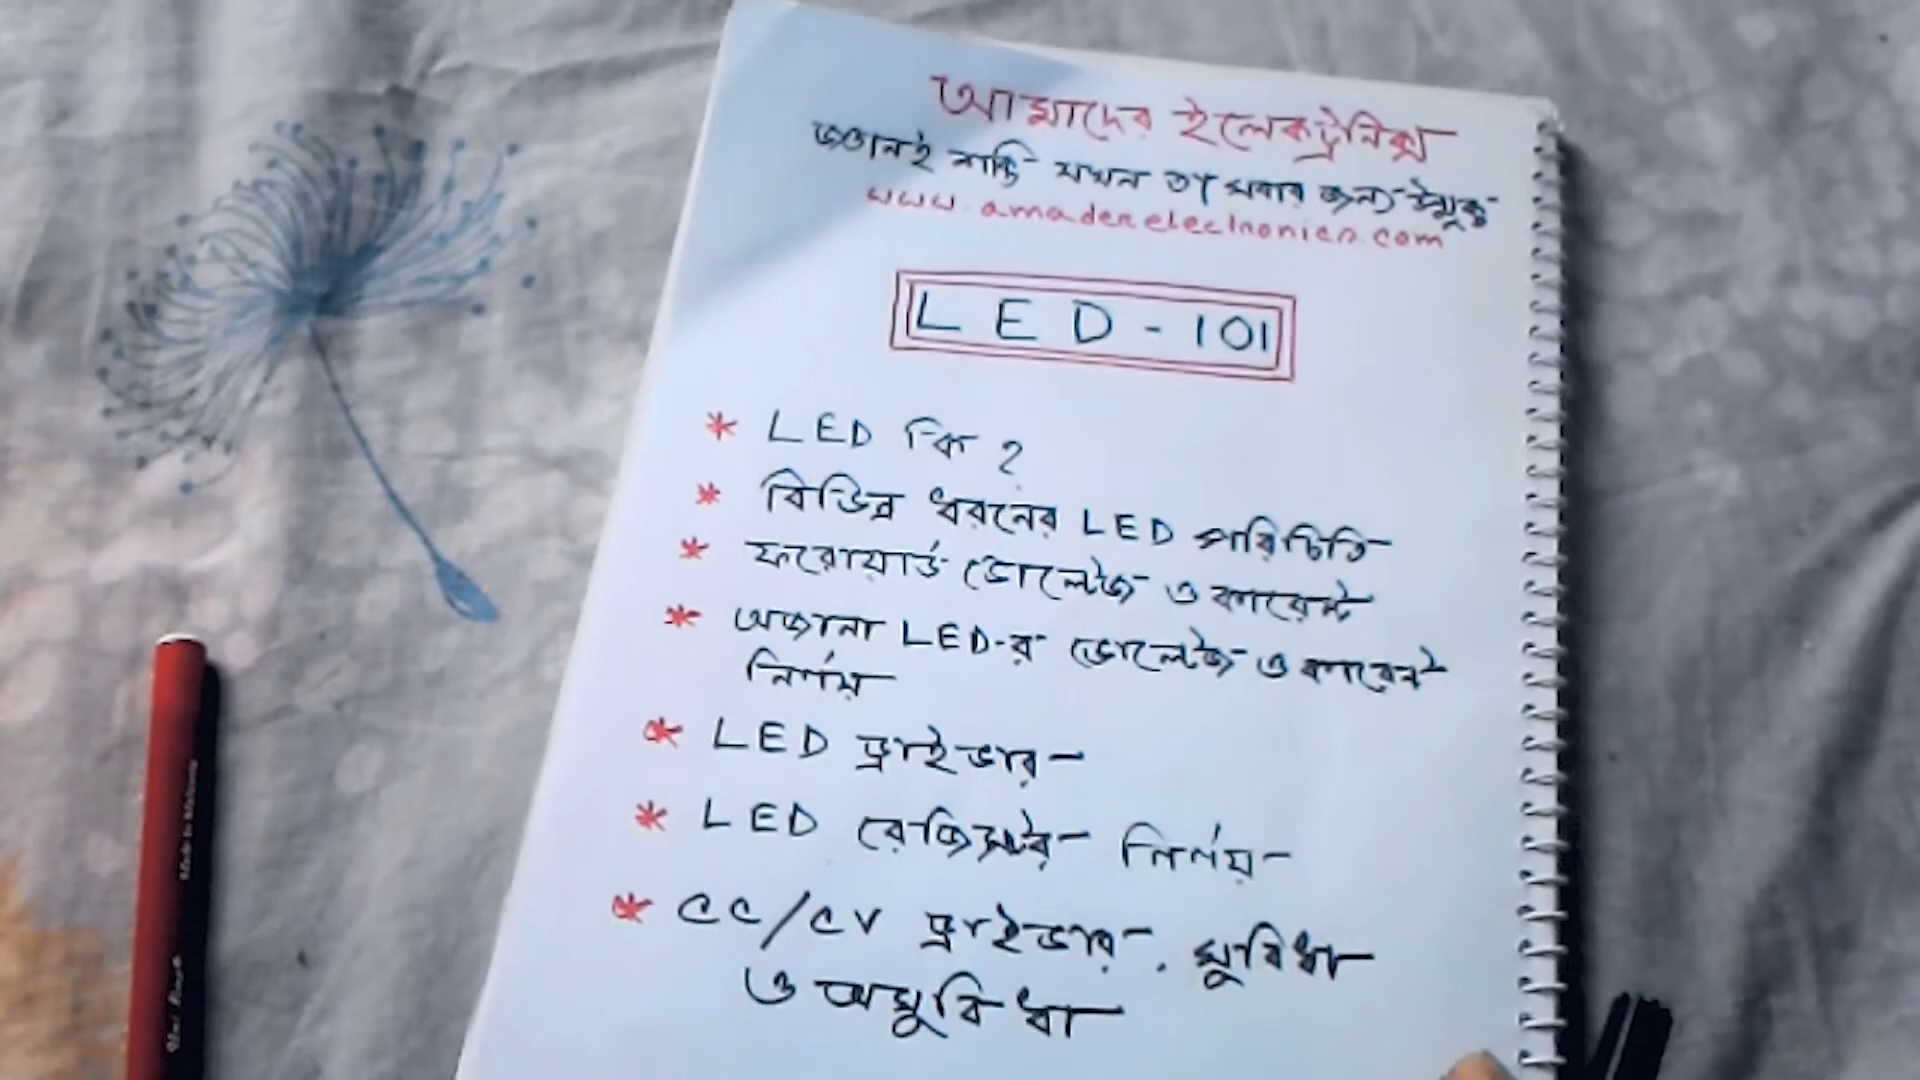 আমাদের ইলেকট্রনিক্স
জ্ঞানই শক্তি যখন তা সবার জন্য উন্মুক্ত
www.amaderelectronics.com
LED-101
* LED কি ?
* বিভিন্ন ধরনের LED পরিচিতি
* ফরোয়ার্ড ভোল্টেজ ও কারেন্ট
* অজানা LED-র ভোল্টেজ ও কারেন্ট
নির্ণয়
* LED ড্রাইভার
* LED রেজিস্টর নির্ণয়
* CC/CV ড্রাইভার. সুবিধা
ও অসুবিধা